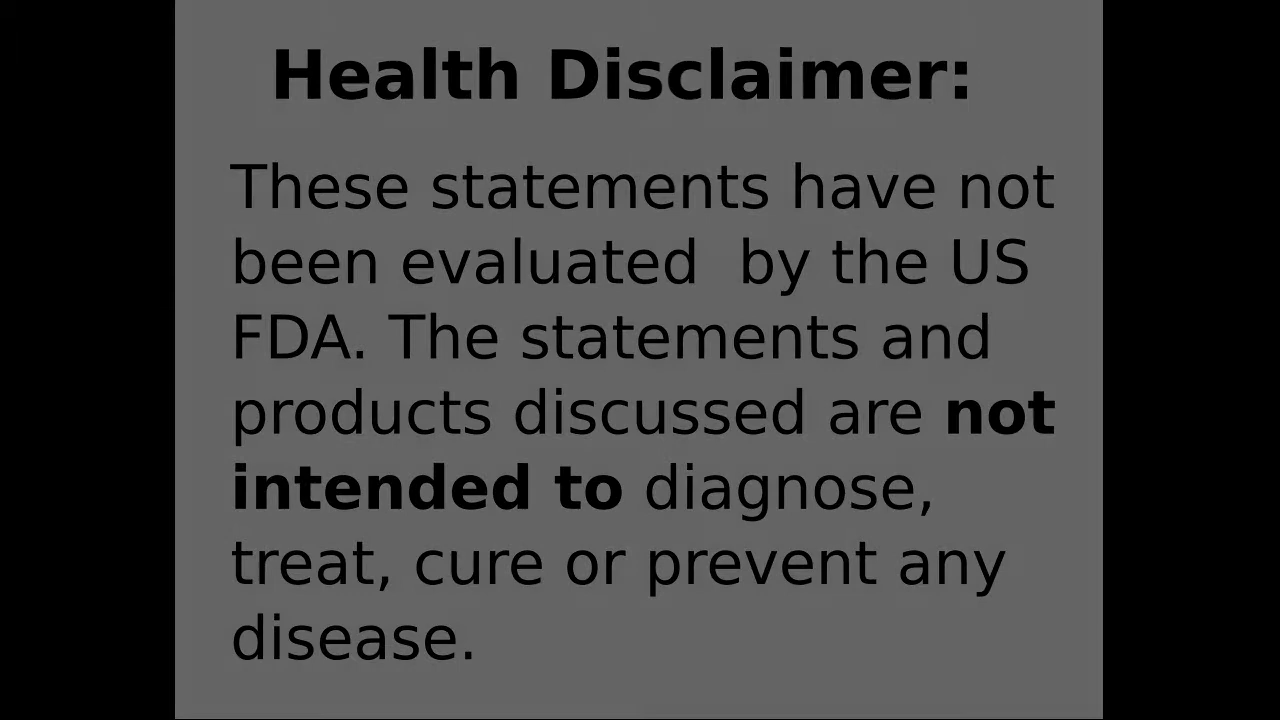 Health Disclaimer:
These statements have not
been evaluated  by the US
FDA. The statements and
products discussed are not
intended to diagnose,
treat, cure or prevent any
disease.